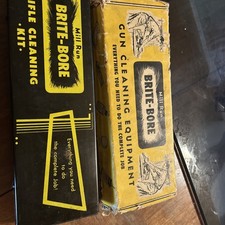 Mill Run
BRITE-BORE
RIFLE CLEANING
·KIT·
Everything you need
to do
the complete Job!
Mill Run
BRITE-BORE
GUN CLEANING EQUIPMENT
EVERYTHING YOU NEED TO DO THE COMPLETE JOB